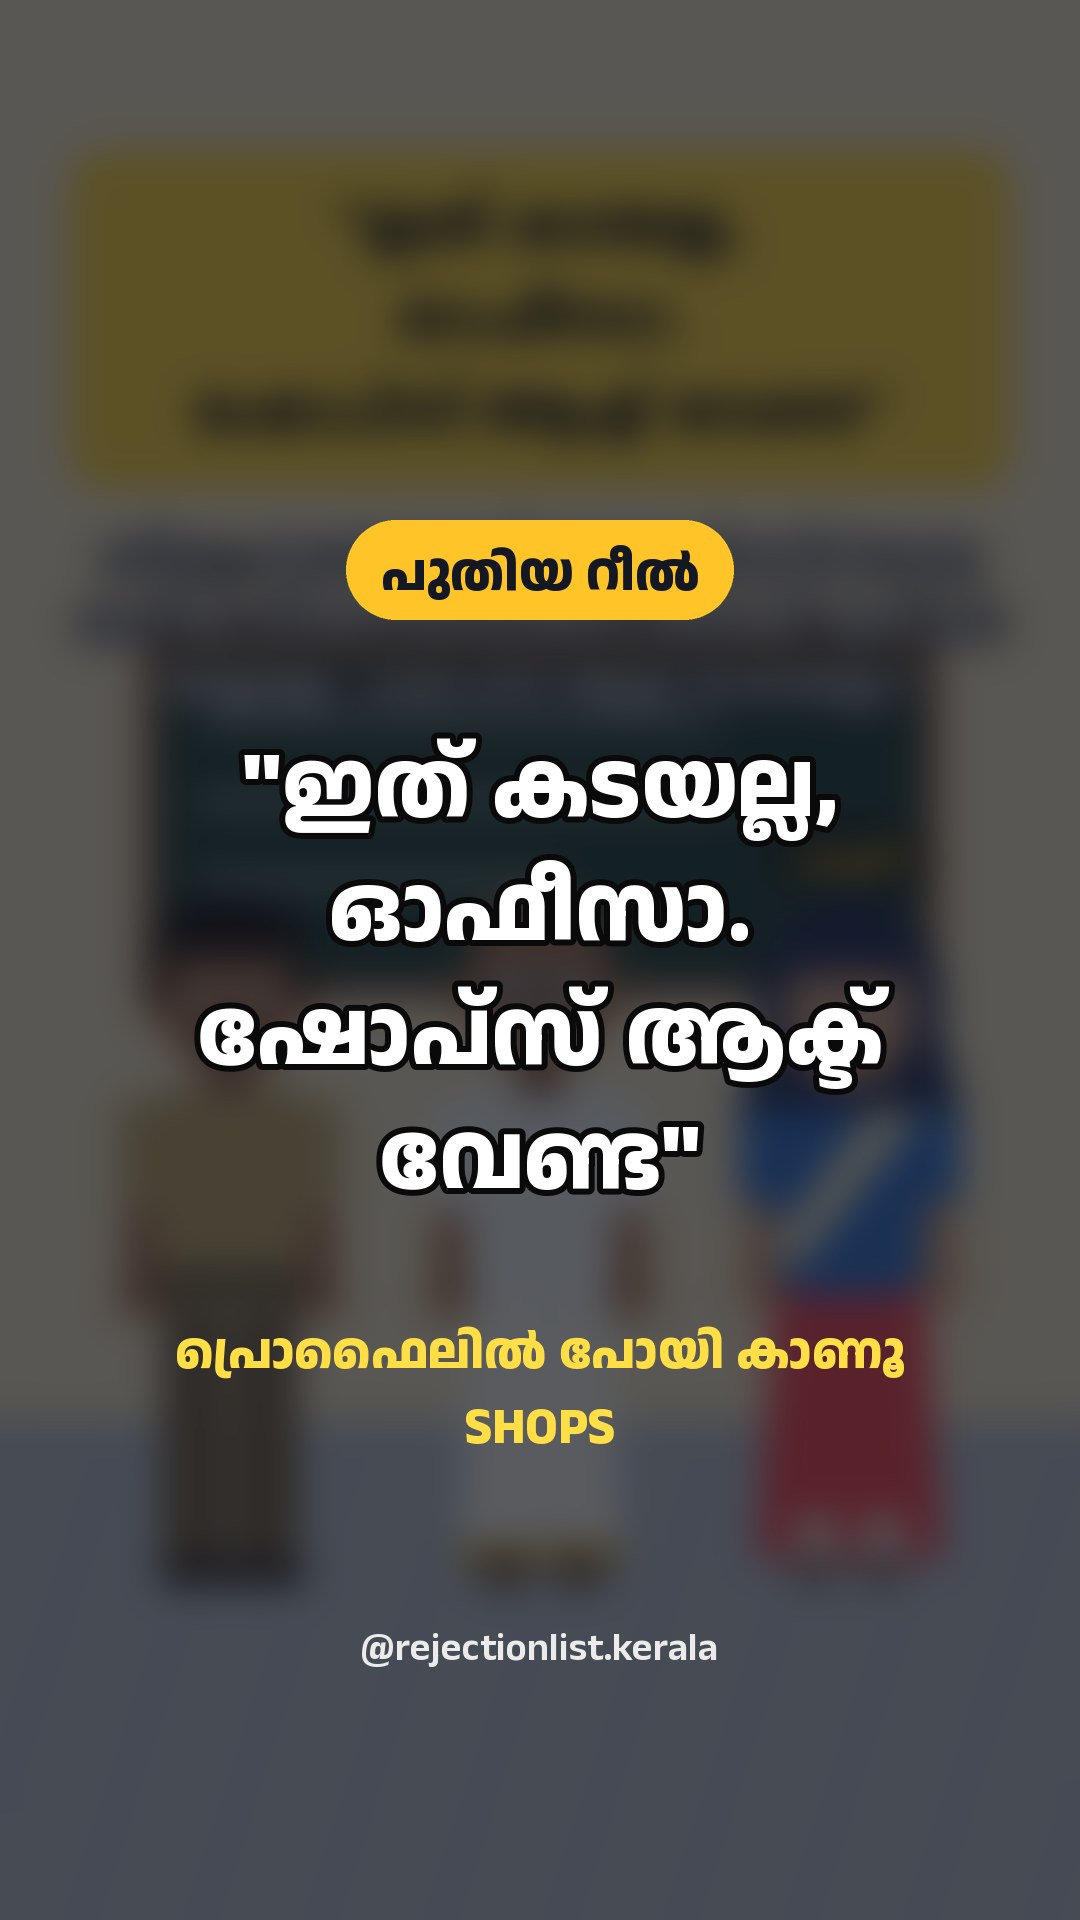 പുതിയ റീൽ
"ഇത് കടയല്ല,
ഓഫീസാ.
ഷോപ്സ് ആക്ട്
വേണ്ട"
പ്രൊഫൈലിൽ പോയി കാണൂ
SHOPS
@rejectionlist.kerala